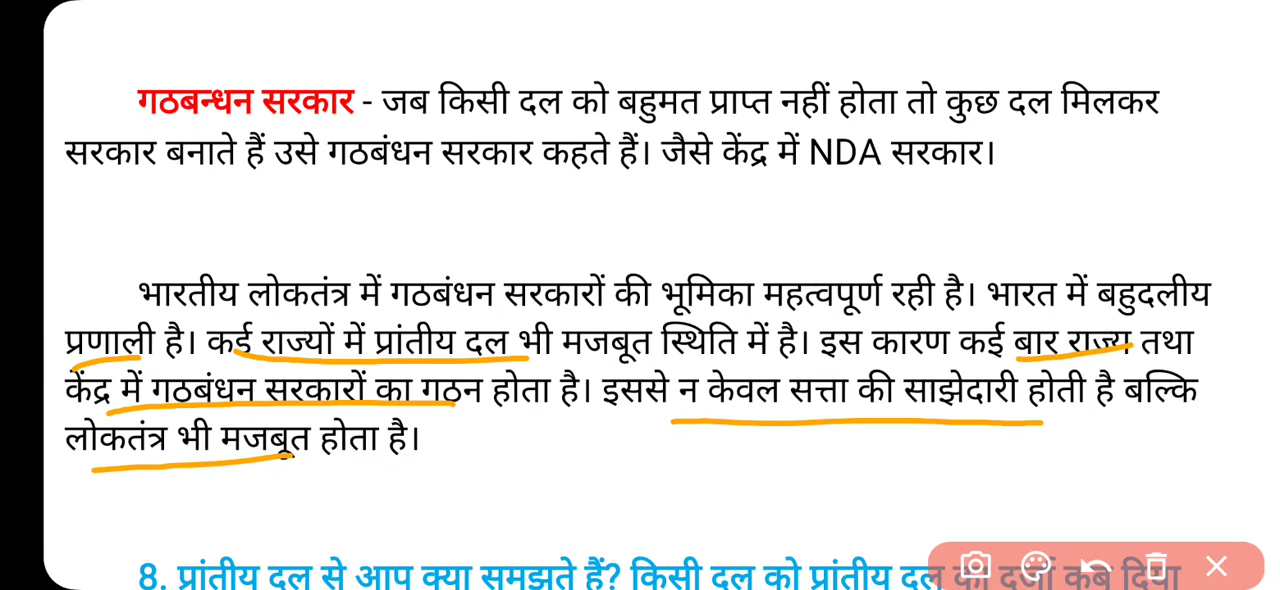 गठबन्धन सरकार - जब किसी दल को बहुमत प्राप्त नहीं होता तो कुछ दल मिलकर
सरकार बनाते हैं उसे गठबंधन सरकार कहते हैं। जैसे केंद्र में NDA सरकार।
भारतीय लोकतंत्र में गठबंधन सरकारों की भूमिका महत्वपूर्ण रही है। भारत में बहुदलीय
प्रणाली है। कई राज्यों में प्रांतीय दल भी मजबूत स्थिति में है। इस कारण कई बार राज्य तथा
केंद्र में गठबंधन सरकारों का गठन होता है। इससे न केवल सत्ता की साझेदारी होती है बल्कि
लोकतंत्र भी मजबूत होता है।
8. प्रांतीय दल से आप क्या समझते हैं? किसी दल को प्रांतीय दल का दर्जा कब दिया